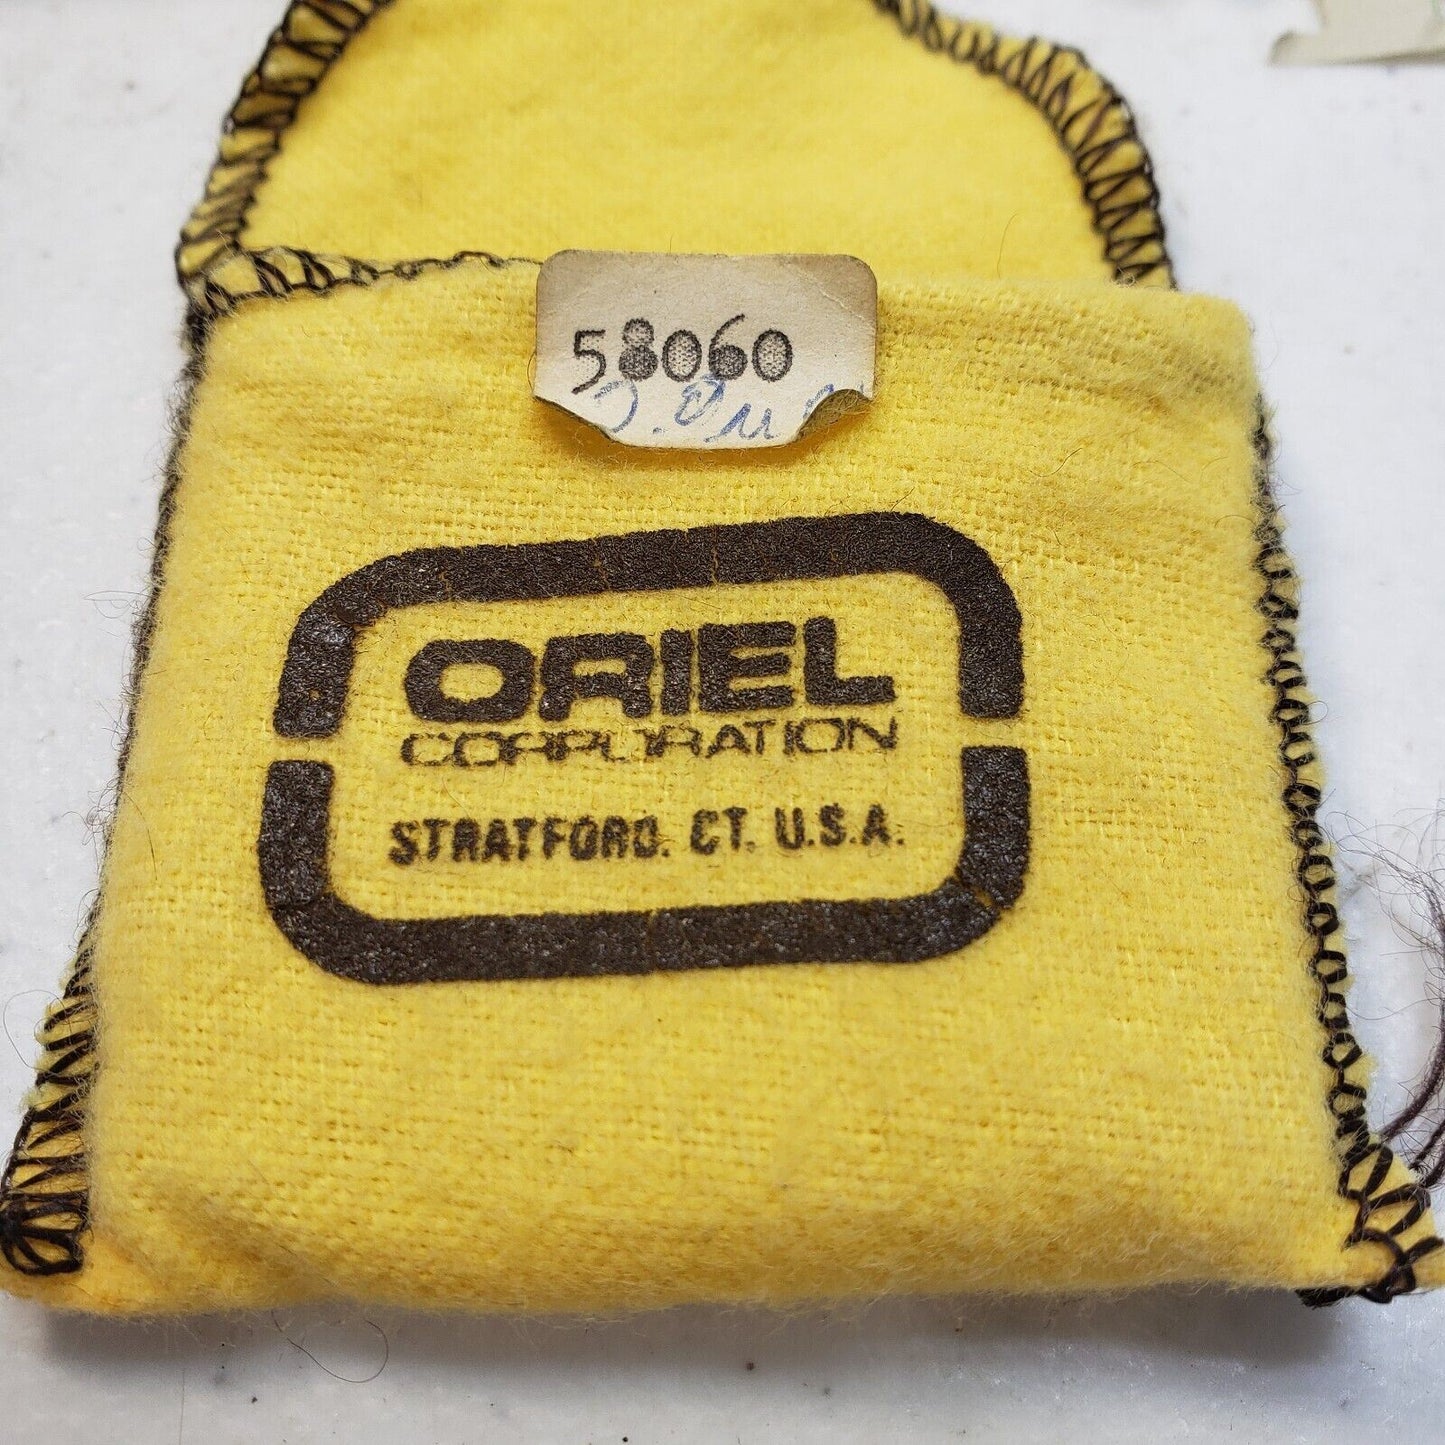 58060
ORIEL
CORPORATION
STRATFORD. CT. U.S.A.